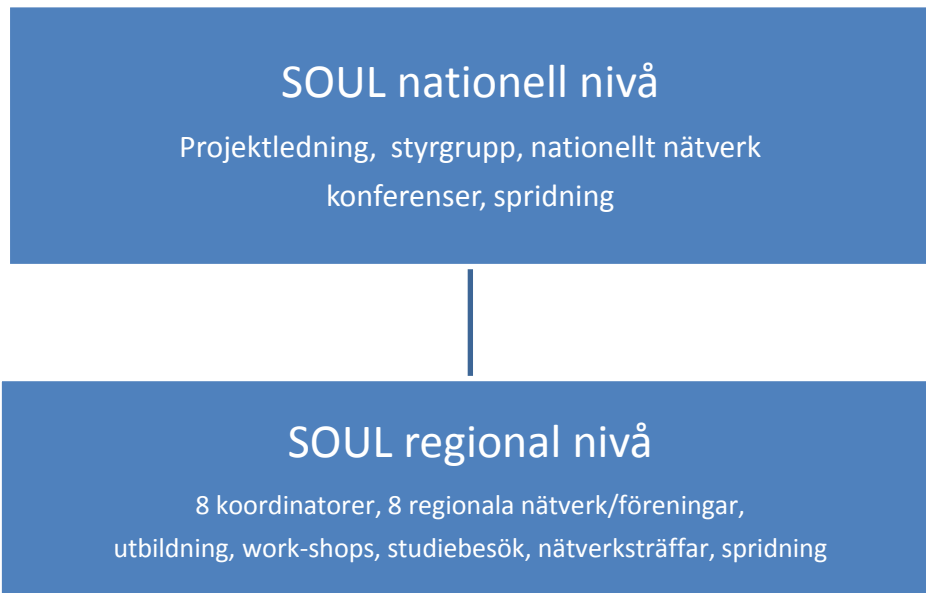 SOUL nationell nivå
Projektledning, styrgrupp, nationellt nätverk
konferenser, spridning
SOUL regional nivå
8 koordinatorer, 8 regionala nätverk/föreningar,
utbildning, work-shops, studiebesök, nätverksträffar, spridning